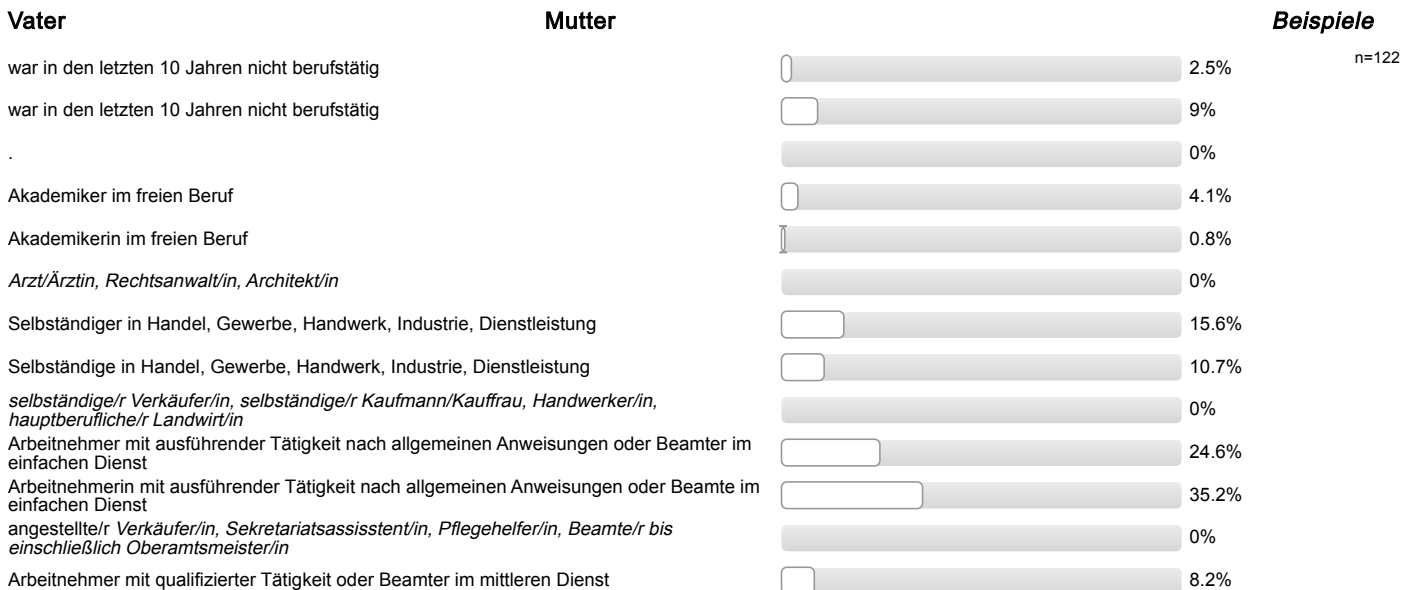 Vater Mutter Beispiele
war in den letzten 10 Jahren nicht berufstätig 2.5% n=122
war in den letzten 10 Jahren nicht berufstätig 9%
. 0%
Akademiker im freien Beruf 4.1%
Akademikerin im freien Beruf 0.8%
Arzt/Ärztin, Rechtsanwalt/in, Architekt/in 0%
Selbständiger in Handel, Gewerbe, Handwerk, Industrie, Dienstleistung 15.6%
Selbständige in Handel, Gewerbe, Handwerk, Industrie, Dienstleistung 10.7%
selbständige/r Verkäufer/in, selbständige/r Kaufmann/Kauffrau, Handwerker/in,
hauptberufliche/r Landwirt/in 0%
Arbeitnehmer mit ausführender Tätigkeit nach allgemeinen Anweisungen oder Beamter im
einfachen Dienst 24.6%
Arbeitnehmerin mit ausführender Tätigkeit nach allgemeinen Anweisungen oder Beamte im
einfachen Dienst 35.2%
angestellte/r Verkäufer/in, Sekretariatsassisstent/in, Pflegehelfer/in, Beamte/r bis
einschließlich Oberamtsmeister/in 0%
Arbeitnehmer mit qualifizierter Tätigkeit oder Beamter im mittleren Dienst 8.2%